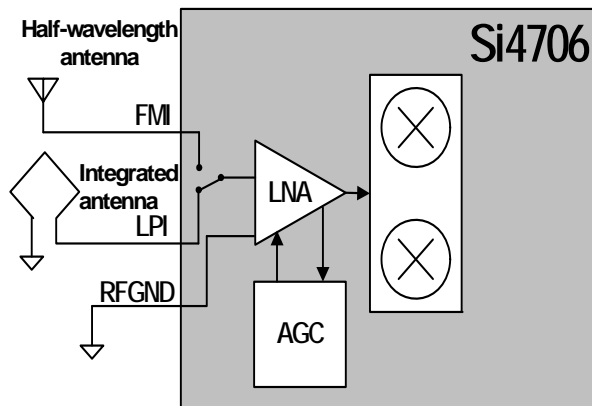 Half-wavelength
antenna
Si4706
FMI
Integrated
antenna
LNA
LPI
RFGND
AGC